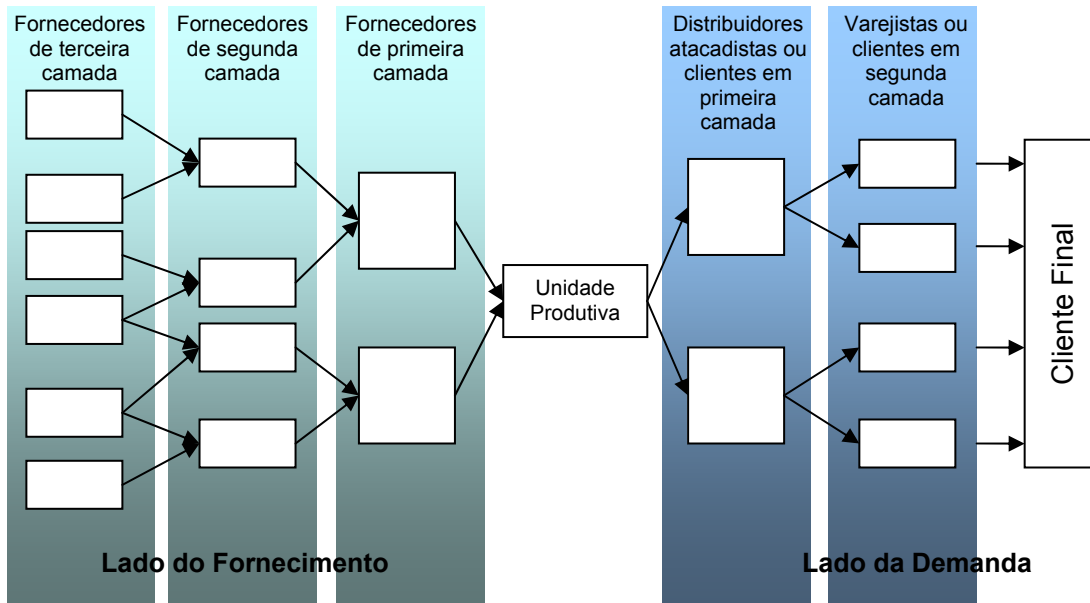 Fornecedores
de terceira
camada
Fornecedores
de segunda
camada
Fornecedores
de primeira
camada
Distribuidores
atacadistas ou
clientes em
primeira
camada
Varejistas ou
clientes em
segunda
camada
Unidade
Produtiva
Cliente Final
Lado do Fornecimento
Lado da Demanda